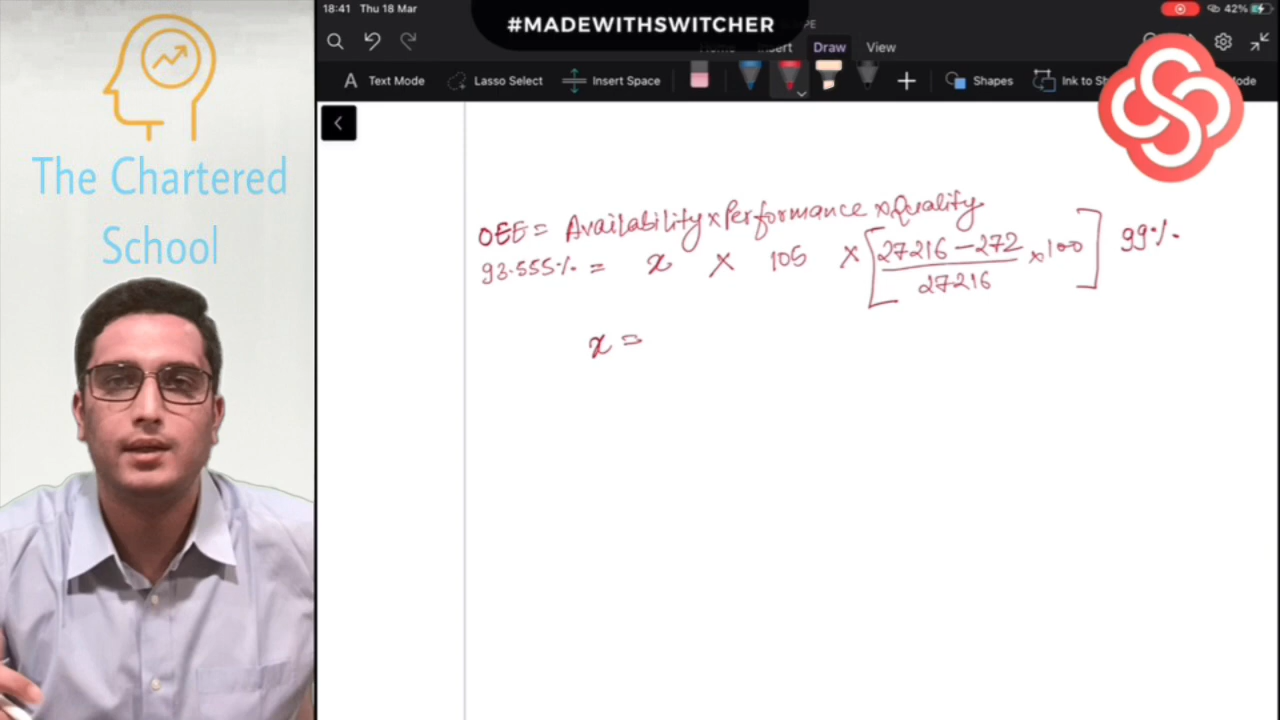 18:41 Thu 18 Mar
#MADEWITHSWITCHER
42%
Draw View
Text Mode Lasso Select Insert Space Shapes
The Chartered
School
OEE = Availability × Performance × Quality
93.555% = x × 105 × [27216 - 272 / 27216 × 100] 99%
x =